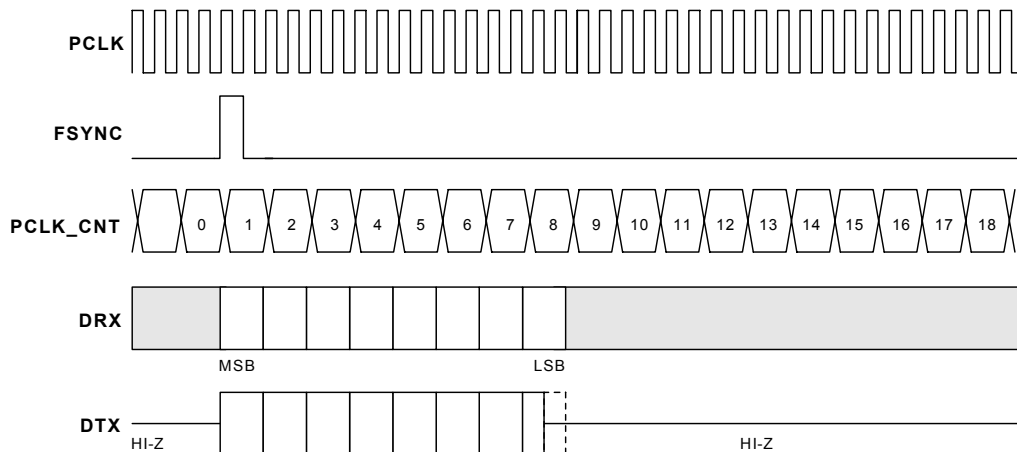 PCLK
FSYNC
PCLK_CNT 0 1 2 3 4 5 6 7 8 9 10 11 12 13 14 15 16 17 18
DRX
MSB LSB
DTX
HI-Z HI-Z